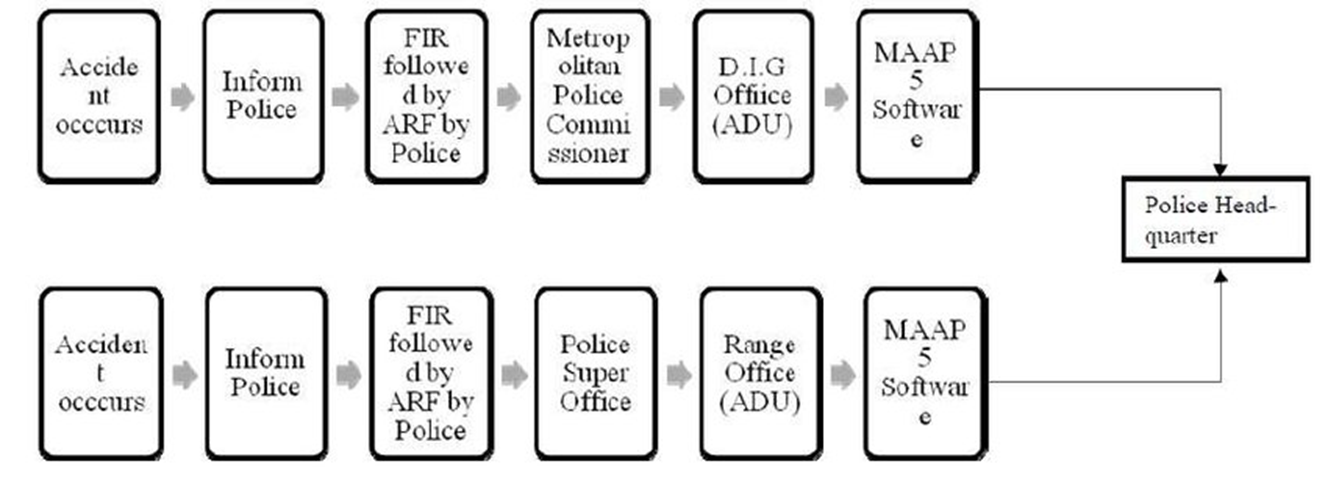 Accide
nt
occcurs
Inform
Police
FIR
followe
d by
ARF by
Police
Metrop
olitan
Police
Commi
ssioner
D.I.G
Offiice
(ADU)
MAAP
5
Softwar
e
Police Head-
quarter
Acciden
t
occcurs
Inform
Police
FIR
followe
d by
ARF by
Police
Police
Super
Office
Range
Office
(ADU)
MAAP
5
Softwar
e